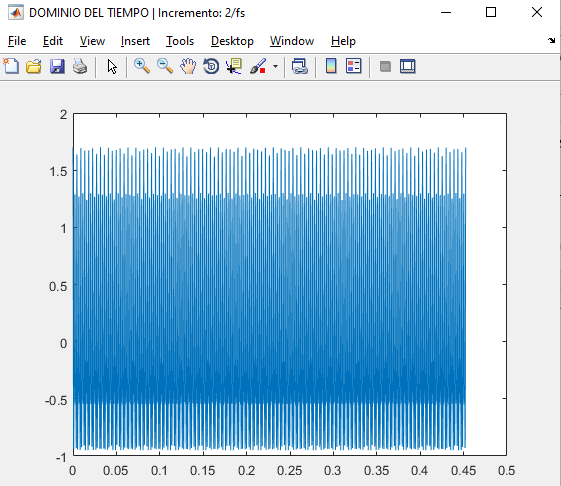 DOMINIO DEL TIEMPO | Incremento: 2/fs
File Edit View Insert Tools Desktop Window Help
2
1.5
1
0.5
0
-0.5
-1
0 0.05 0.1 0.15 0.2 0.25 0.3 0.35 0.4 0.45 0.5